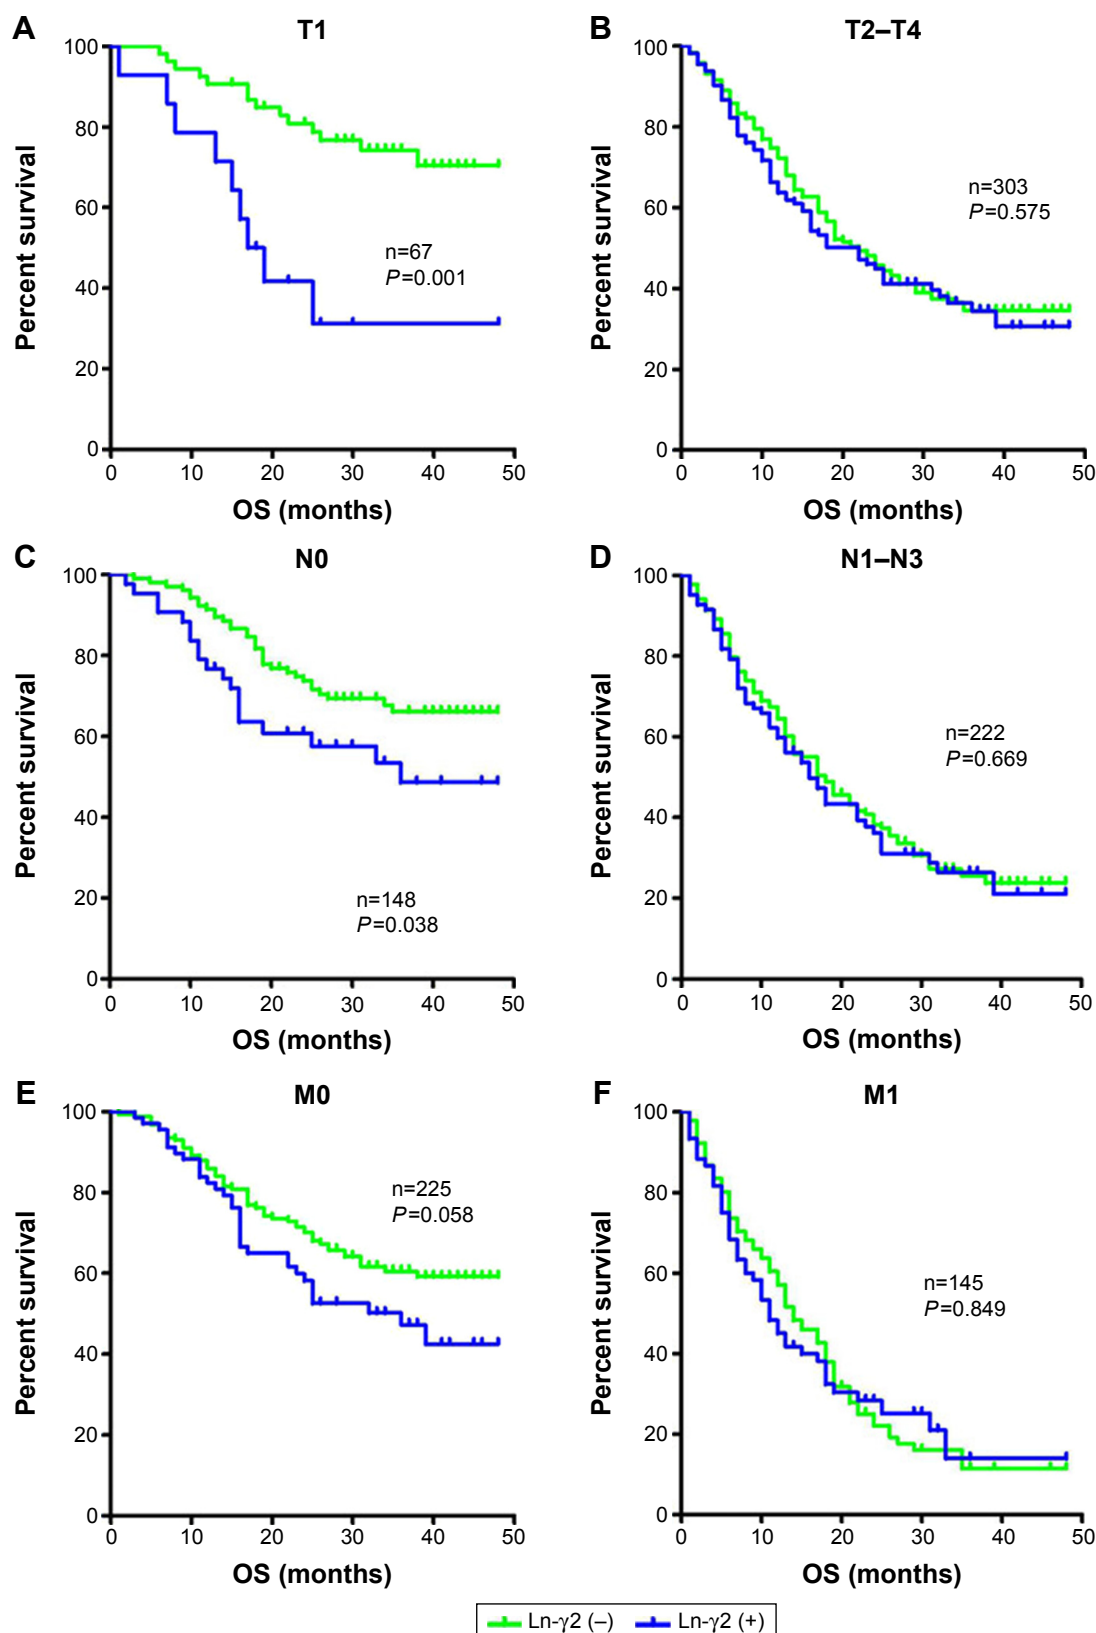 A
T1
Percent survival
100
80
60
40
20
0
n=67
P=0.001
0 10 20 30 40 50
OS (months)
B
T2–T4
Percent survival
100
80
60
40
20
0
n=303
P=0.575
0 10 20 30 40 50
OS (months)
C
N0
Percent survival
100
80
60
40
20
0
n=148
P=0.038
0 10 20 30 40 50
OS (months)
D
N1–N3
Percent survival
100
80
60
40
20
0
n=222
P=0.669
0 10 20 30 40 50
OS (months)
E
M0
Percent survival
100
80
60
40
20
0
n=225
P=0.058
0 10 20 30 40 50
OS (months)
F
M1
Percent survival
100
80
60
40
20
0
n=145
P=0.849
0 10 20 30 40 50
OS (months)
Ln-γ2 (–) Ln-γ2 (+)